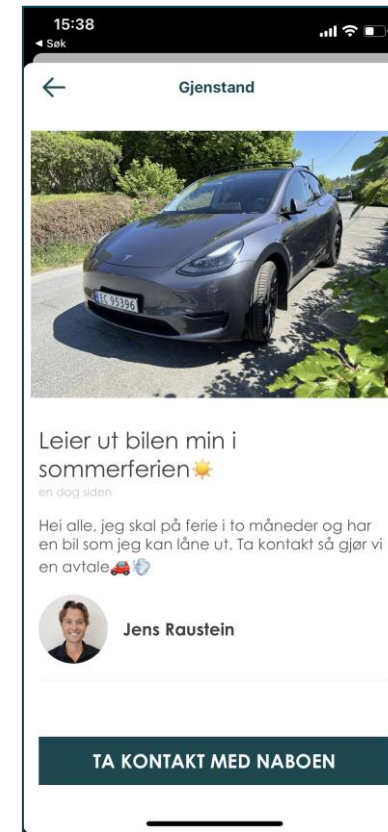 15:38
◀ Søk
Gjenstand
EC 95396
Leier ut bilen min i
sommerferien☀️
en dag siden
Hei alle, jeg skal på ferie i to måneder og har
en bil som jeg kan låne ut. Ta kontakt så gjør vi
en avtale🚗💨
Jens Raustein
TA KONTAKT MED NABOEN